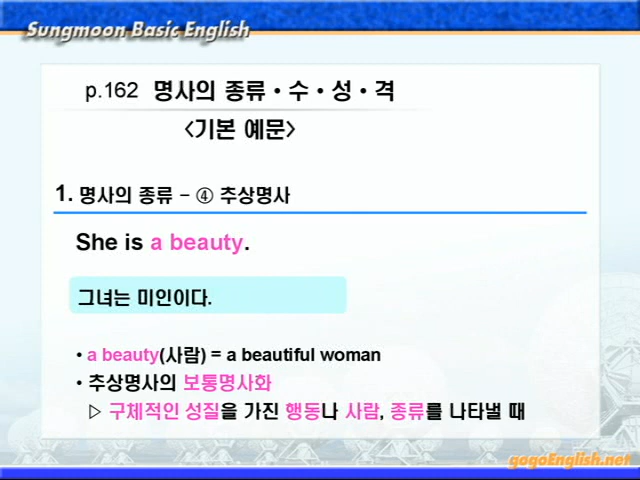 Sungmoon Basic English
p.162 명사의 종류 • 수 • 성 • 격
<기본 예문>
1. 명사의 종류 - ④ 추상명사
She is a beauty.
그녀는 미인이다.
• a beauty(사람) = a beautiful woman
• 추상명사의 보통명사화
▷ 구체적인 성질을 가진 행동나 사람, 종류를 나타낼 때
gogoEnglish.net